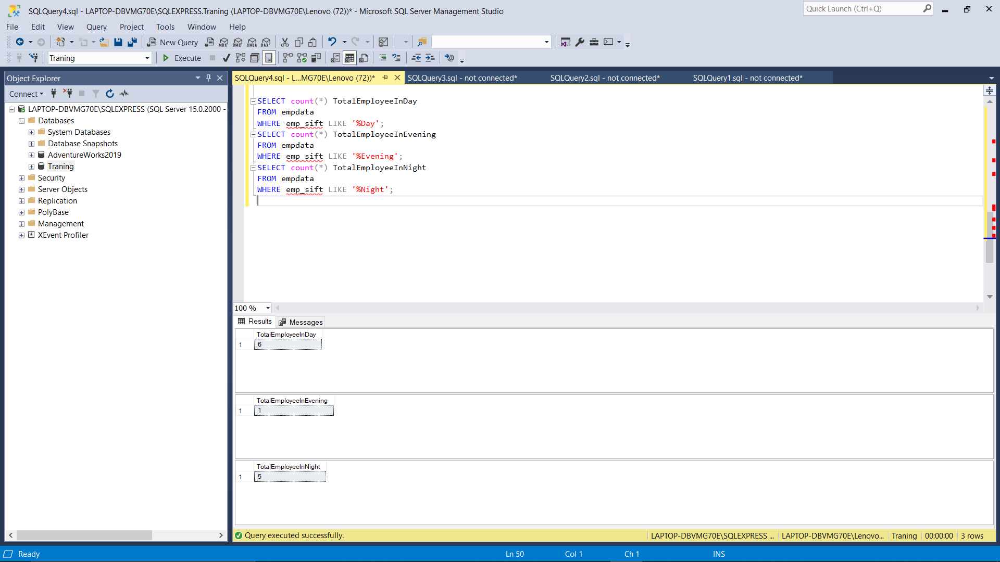 SQLQuery4.sql - LAPTOP-DBVMG70E\SQLEXPRESS.Traning (LAPTOP-DBVMG70E\Lenovo (72))* - Microsoft SQL Server Management Studio
Quick Launch (Ctrl+Q)
File Edit View Query Project Tools Window Help
New Query MDX DMX XMLA DAX
Traning Execute
Object Explorer
Connect
LAPTOP-DBVMG70E\SQLEXPRESS (SQL Server 15.0.2000 -
Databases
System Databases
Database Snapshots
AdventureWorks2019
Traning
Security
Server Objects
Replication
PolyBase
Management
XEvent Profiler
SQLQuery4.sql - L...MG70E\Lenovo (72))* SQLQuery3.sql - not connected* SQLQuery2.sql - not connected* SQLQuery1.sql - not connected*
SELECT count(*) TotalEmployeeInDay
FROM empdata
WHERE emp_sift LIKE '%Day';
SELECT count(*) TotalEmployeeInEvening
FROM empdata
WHERE emp_sift LIKE '%Evening';
SELECT count(*) TotalEmployeeInNight
FROM empdata
WHERE emp_sift LIKE '%Night';
100 %
Results Messages
TotalEmployeeInDay
1 6
TotalEmployeeInEvening
1 1
TotalEmployeeInNight
1 5
Query executed successfully. LAPTOP-DBVMG70E\SQLEXPRESS ... LAPTOP-DBVMG70E\Lenovo... Traning 00:00:00 3 rows
Ready Ln 50 Col 1 Ch 1 INS